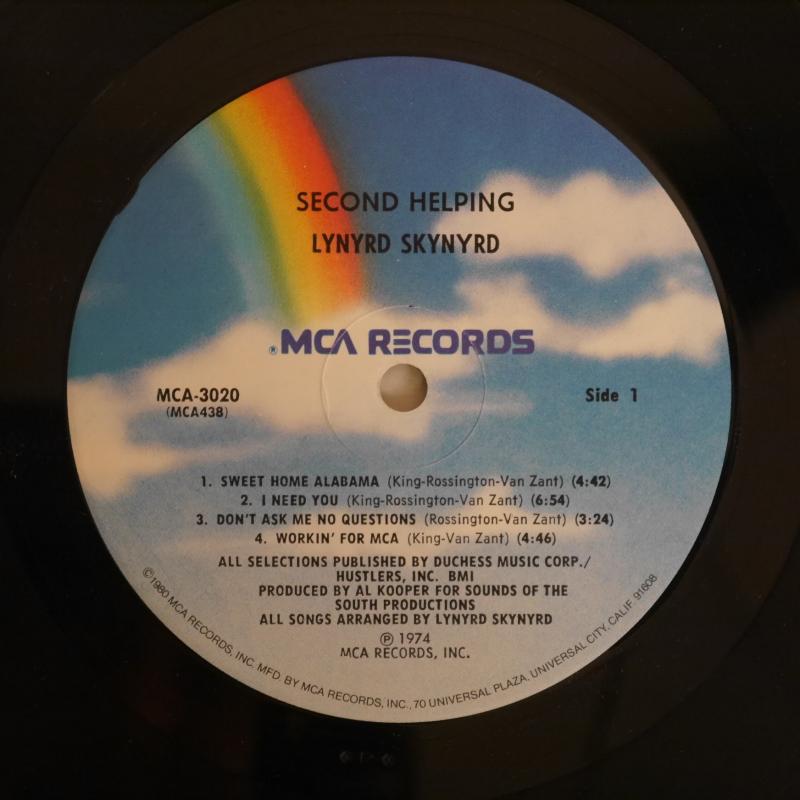 SECOND HELPING
LYNYRD SKYNYRD
® MCA RECORDS
MCA-3020
(MCA438)
Side 1
1. SWEET HOME ALABAMA (King-Rossington-Van Zant) (4:42)
2. I NEED YOU (King-Rossington-Van Zant) (6:54)
3. DON'T ASK ME NO QUESTIONS (Rossington-Van Zant) (3:24)
4. WORKIN' FOR MCA (King-Van Zant) (4:46)
ALL SELECTIONS PUBLISHED BY DUCHESS MUSIC CORP./
HUSTLERS, INC. BMI
PRODUCED BY AL KOOPER FOR SOUNDS OF THE
SOUTH PRODUCTIONS
ALL SONGS ARRANGED BY LYNYRD SKYNYRD
℗ 1974
MCA RECORDS, INC.
©1980 MCA RECORDS, INC. MFD. BY MCA RECORDS, INC., 70 UNIVERSAL PLAZA, UNIVERSAL CITY, CALIF. 91608